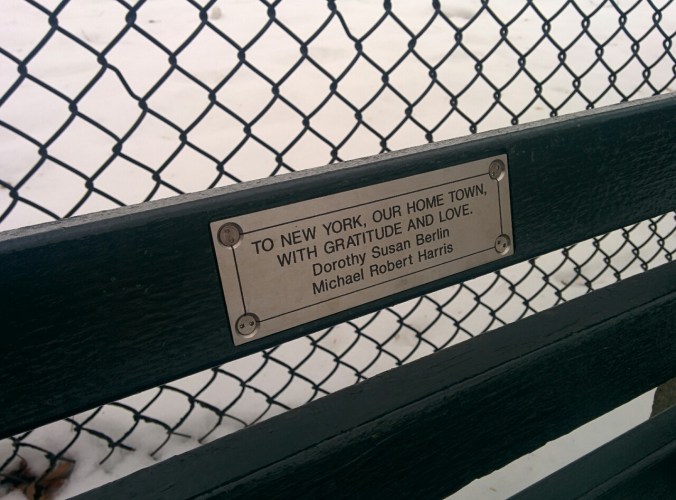 TO NEW YORK, OUR HOME TOWN,
WITH GRATITUDE AND LOVE.
Dorothy Susan Berlin
Michael Robert Harris